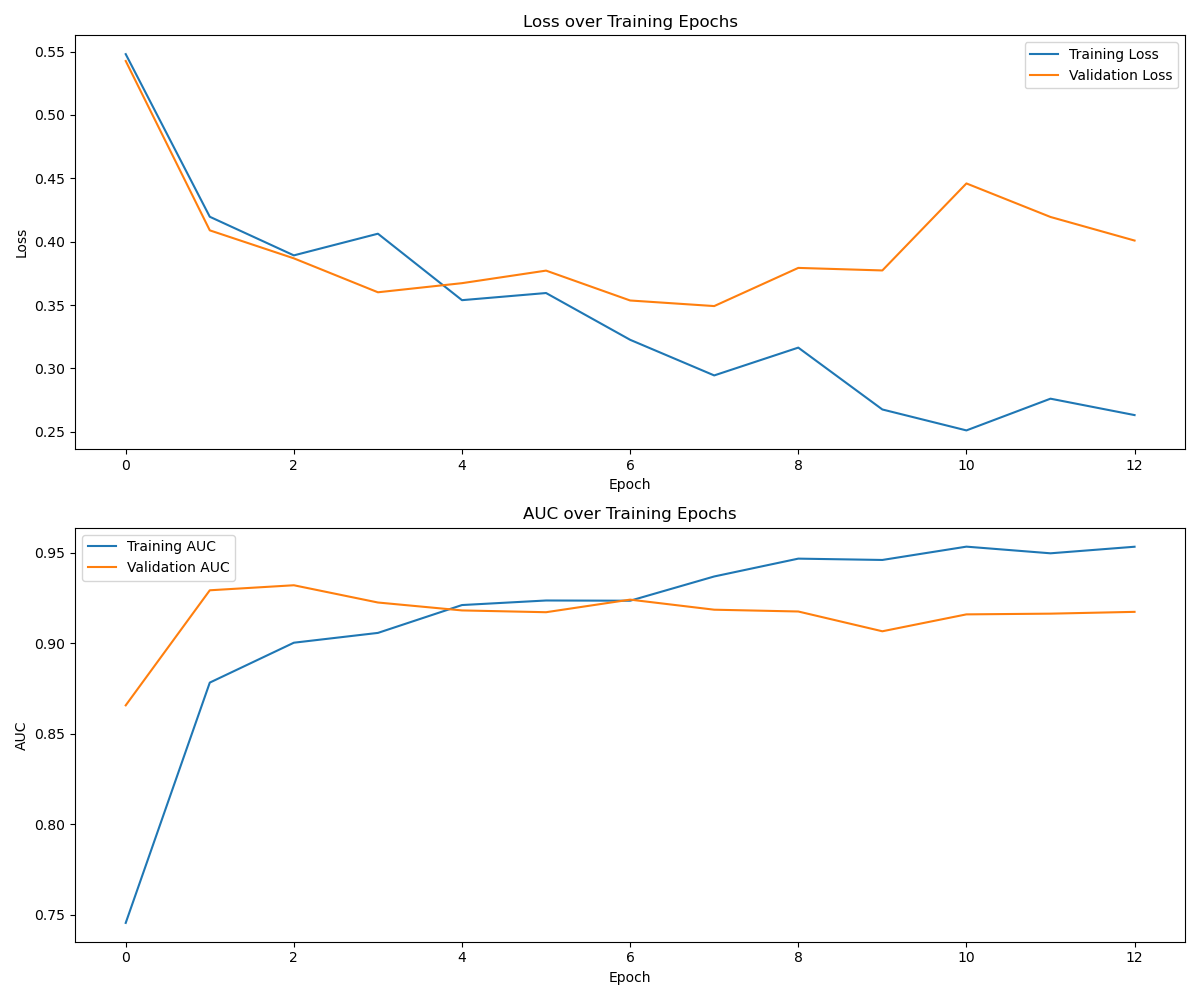 Loss over Training Epochs
Training Loss
Validation Loss
0.55
0.50
0.45
0.40
0.35
0.30
0.25
Loss
0 2 4 6 8 10 12
Epoch
AUC over Training Epochs
Training AUC
Validation AUC
0.95
0.90
0.85
0.80
0.75
AUC
0 2 4 6 8 10 12
Epoch